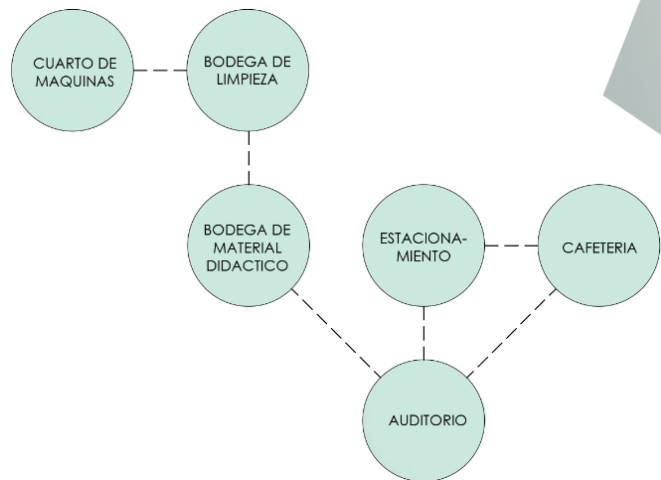 CUARTO DE
MAQUINAS
BODEGA DE
LIMPIEZA
BODEGA DE
MATERIAL
DIDACTICO
ESTACIONA-
MIENTO
CAFETERIA
AUDITORIO